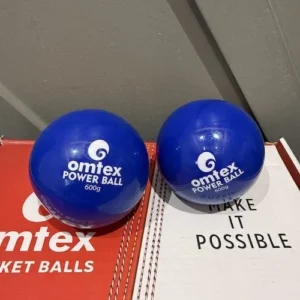 omtex
POWER BALL
600g
omtex
POWER BALL
600g
omtex
KET BALLS
MAKE
IT
POSSIBLE